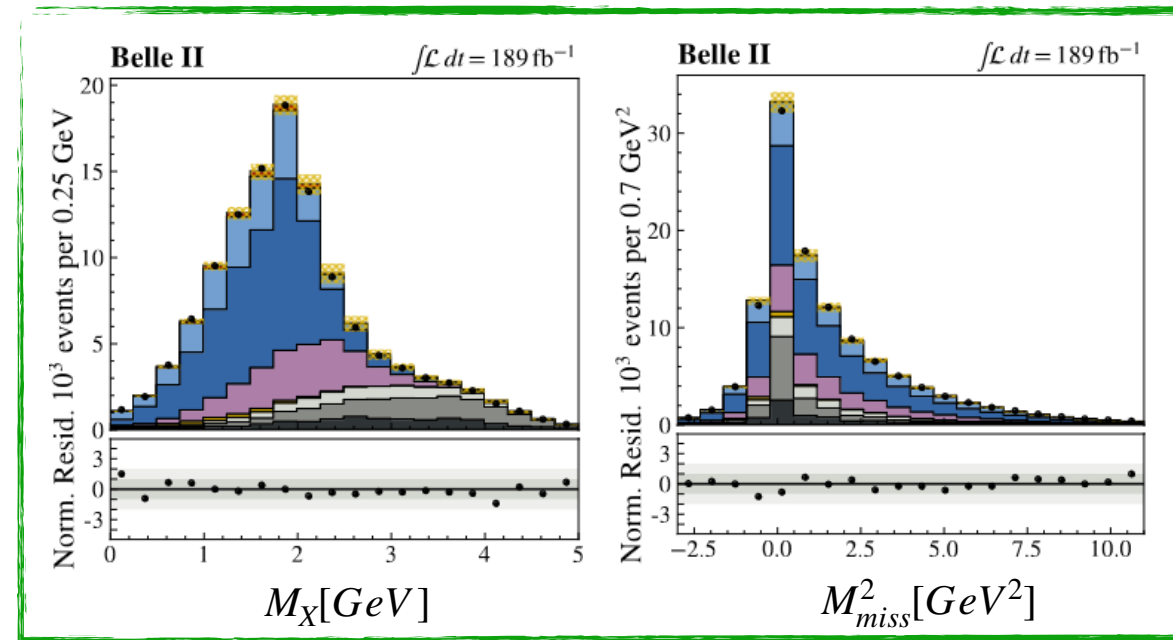 Belle II ∫ℒ dt = 189 fb⁻¹
Norm. Resid. 10³ events per 0.25 GeV
20
15
10
5
0
3
0
-3
0 1 2 3 4 5
M_X[GeV]
Belle II ∫ℒ dt = 189 fb⁻¹
Norm. Resid. 10³ events per 0.7 GeV²
30
20
10
0
3
0
-3
−2.5 0.0 2.5 5.0 7.5 10.0
M²_miss[GeV²]